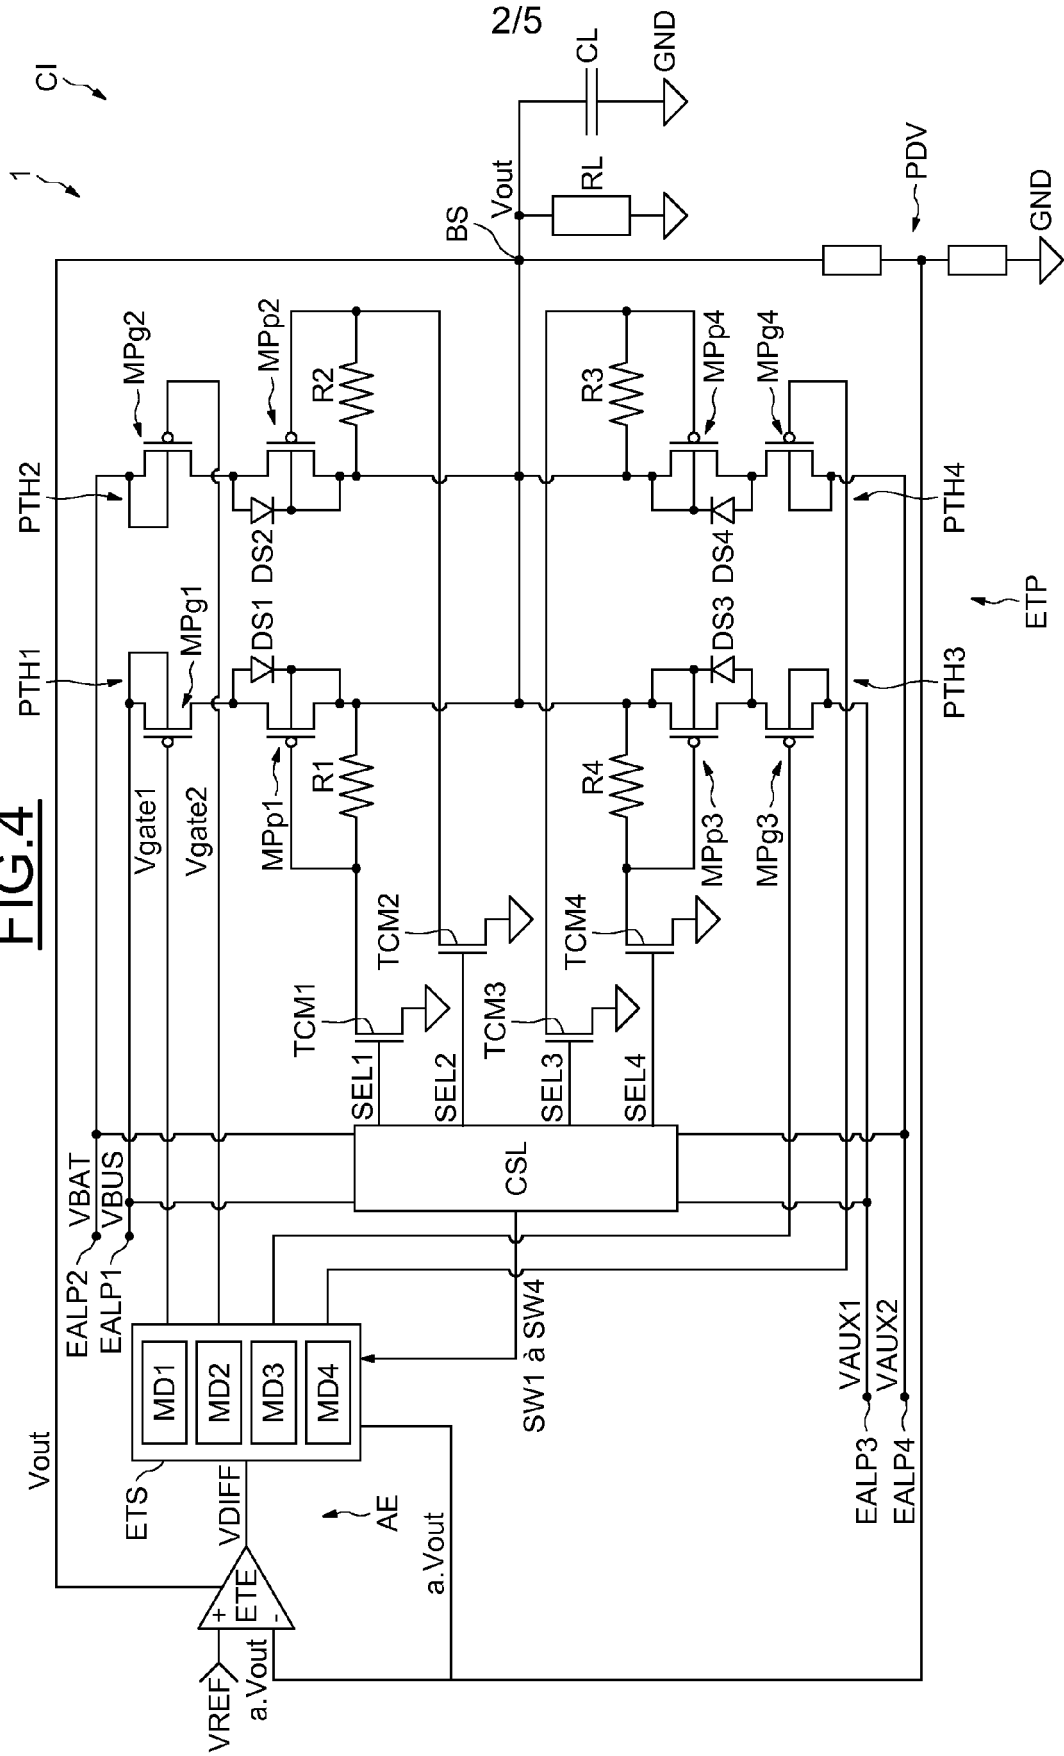 2/5
FIG.4
CI
1
Vout
EALP2
VBAT
EALP1
VBUS
PTH1
PTH2
MPg1
MPg2
Vgate1
Vgate2
MPp1
MPp2
DS1
DS2
R1
R2
BS
Vout
RL
CL
GND
VREF
a.Vout
+
-
ETE
VDIFF
ETS
MD1
MD2
MD3
MD4
AE
a.Vout
SW1 à SW4
CSL
SEL1
SEL2
SEL3
SEL4
TCM1
TCM2
TCM3
TCM4
R4
R3
DS3
DS4
MPp3
MPp4
MPg3
MPg4
PTH3
PTH4
ETP
PDV
GND
EALP3
VAUX1
EALP4
VAUX2